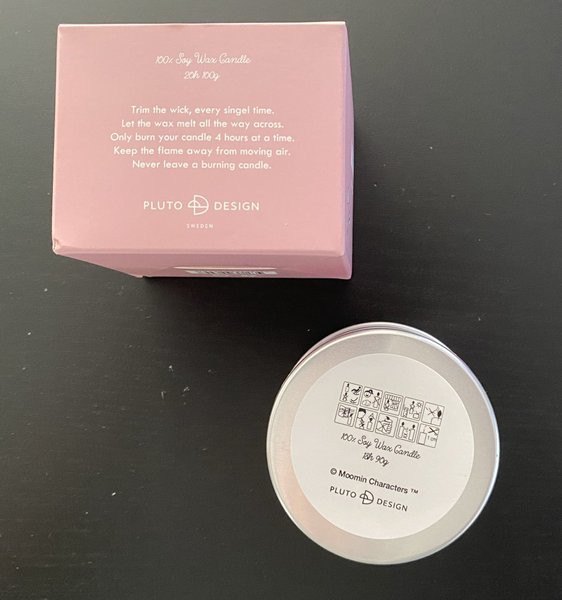 100% Soy Wax Candle
20h 100g
Trim the wick, every singel time.
Let the wax melt all the way across.
Only burn your candle 4 hours at a time.
Keep the flame away from moving air.
Never leave a burning candle.
PLUTO DESIGN
SWEDEN
100% Soy Wax Candle
18h 90g
© Moomin Characters ™
PLUTO DESIGN